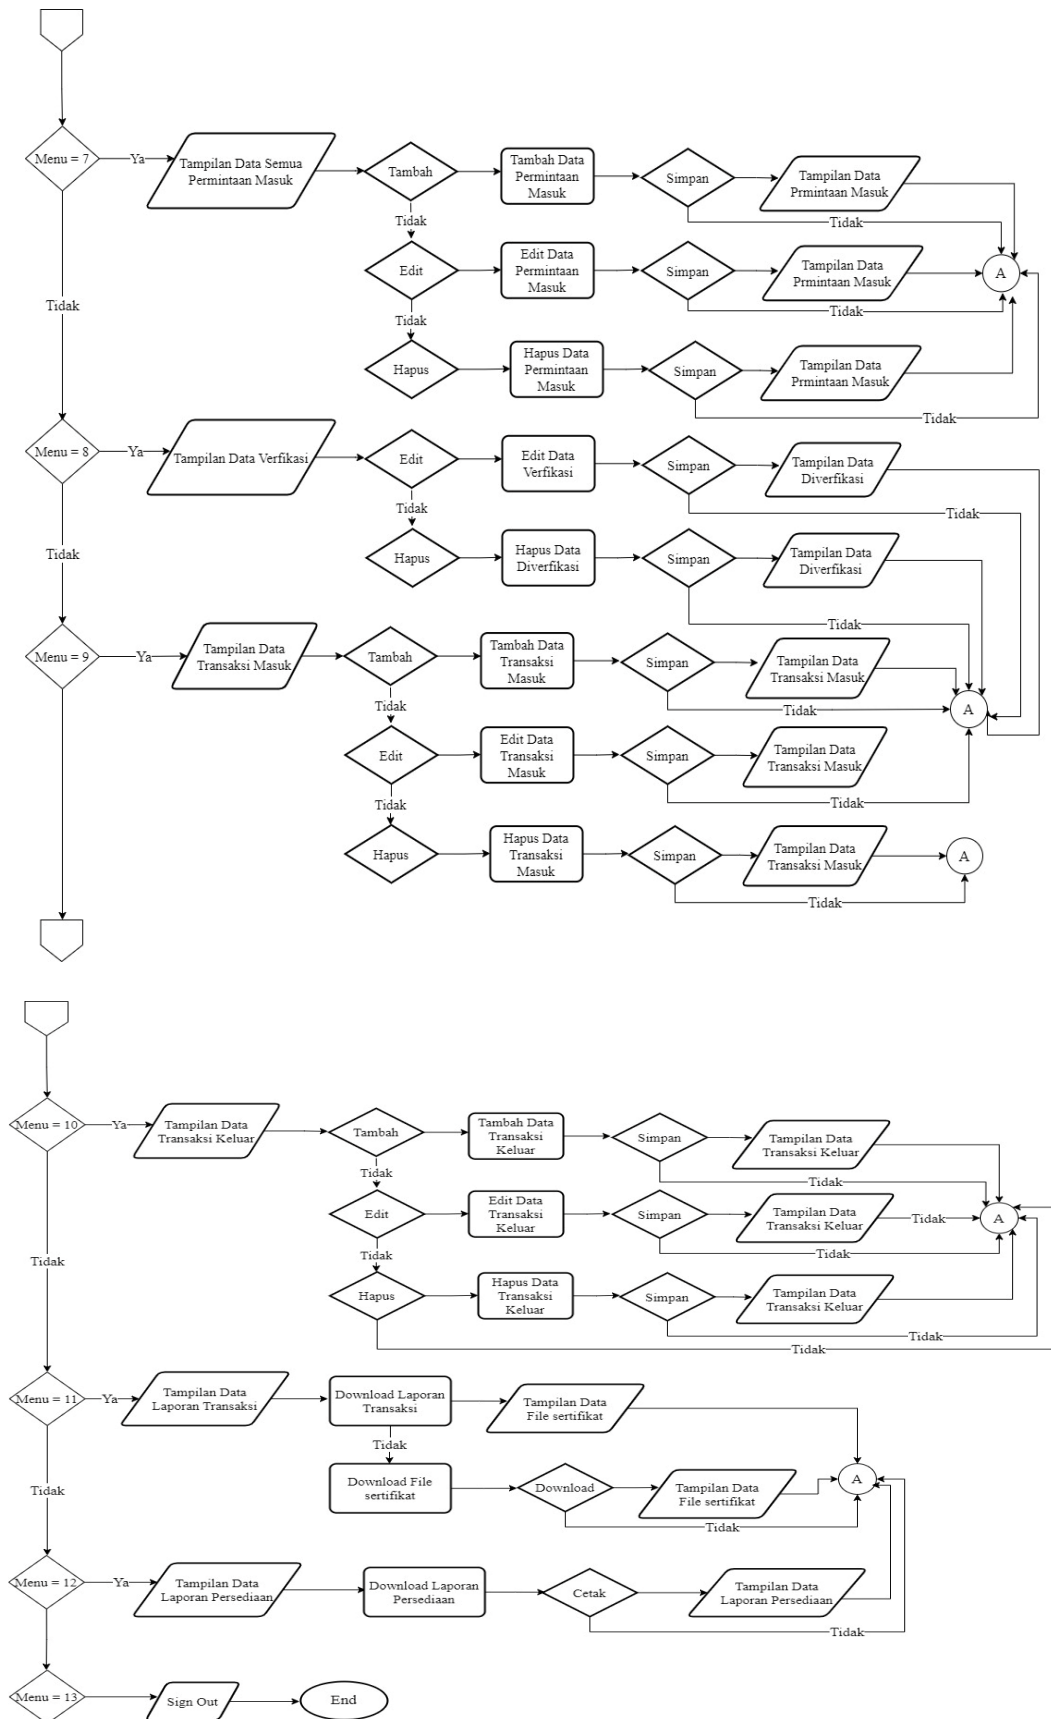 Menu = 7
Ya
Tampilan Data Semua
Permintaan Masuk
Tambah
Tambah Data
Permintaan
Masuk
Simpan
Tampilan Data
Prmintaan Masuk
Tidak
Tidak
Edit
Edit Data
Permintaan
Masuk
Simpan
Tampilan Data
Prmintaan Masuk
A
Tidak
Tidak
Tidak
Hapus
Hapus Data
Permintaan
Masuk
Simpan
Tampilan Data
Prmintaan Masuk
Tidak
Menu = 8
Ya
Tampilan Data Verfikasi
Edit
Edit Data
Verfikasi
Simpan
Tampilan Data
Diverfikasi
Tidak
Tidak
Tidak
Hapus
Hapus Data
Diverfikasi
Simpan
Tampilan Data
Diverfikasi
Tidak
Menu = 9
Ya
Tampilan Data
Transaksi Masuk
Tambah
Tambah Data
Transaksi
Masuk
Simpan
Tampilan Data
Transaksi Masuk
Tidak
Tidak
A
Edit
Edit Data
Transaksi
Masuk
Simpan
Tampilan Data
Transaksi Masuk
Tidak
Tidak
Hapus
Hapus Data
Transaksi
Masuk
Simpan
Tampilan Data
Transaksi Masuk
A
Tidak
Menu = 10
Ya
Tampilan Data
Transaksi Keluar
Tambah
Tambah Data
Transaksi
Keluar
Simpan
Tampilan Data
Transaksi Keluar
Tidak
Tidak
Edit
Edit Data
Transaksi
Keluar
Simpan
Tampilan Data
Transaksi Keluar
Tidak
A
Tidak
Tidak
Tidak
Hapus
Hapus Data
Transaksi
Keluar
Simpan
Tampilan Data
Transaksi Keluar
Tidak
Tidak
Menu = 11
Ya
Tampilan Data
Laporan Transaksi
Download Laporan
Transaksi
Tampilan Data
File sertifikat
Tidak
Tidak
Download File
sertifikat
Download
Tampilan Data
File sertifikat
A
Tidak
Menu = 12
Ya
Tampilan Data
Laporan Persediaan
Download Laporan
Persediaan
Cetak
Tampilan Data
Laporan Persediaan
Tidak
Menu = 13
Sign Out
End